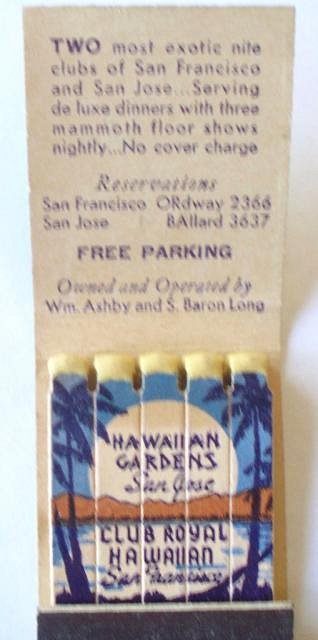 TWO most exotic nite
clubs of San Francisco
and San Jose...Serving
de luxe dinners with three
mammoth floor shows
nightly...No cover charge
Reservations
San Francisco ORdway 2366
San Jose BAllard 3637
FREE PARKING
Owned and Operated by
Wm. Ashby and S. Baron Long
HAWAIIAN
GARDENS
San Jose
CLUB ROYAL
HAWAIIAN
San Francisco